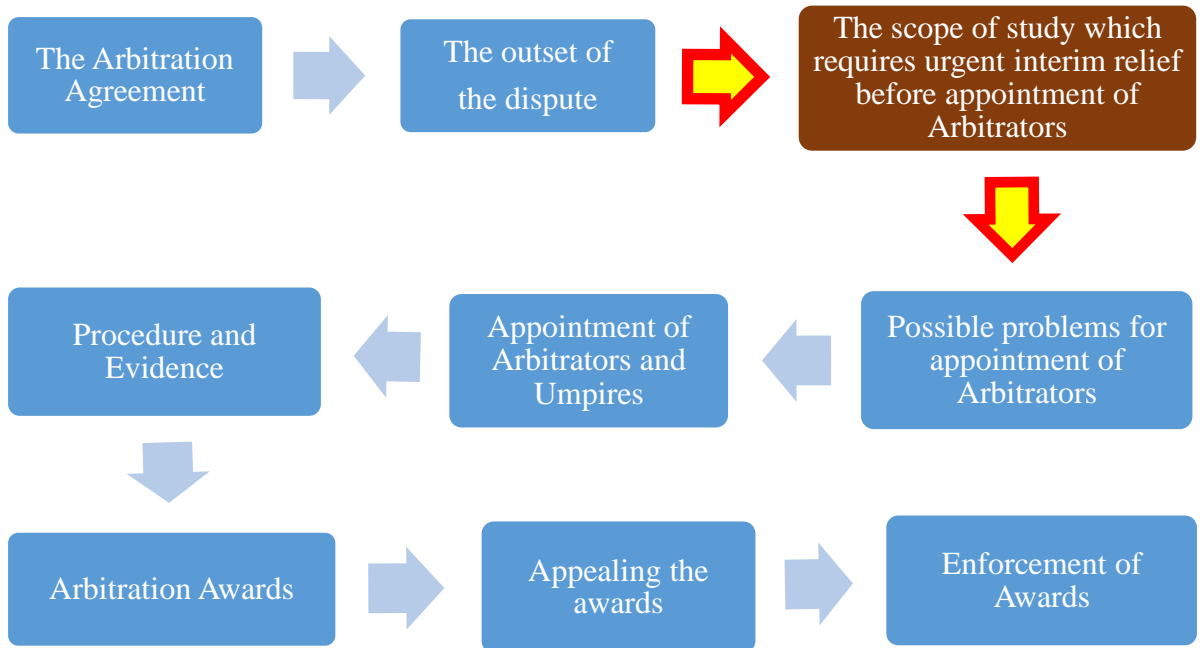 The Arbitration
Agreement
The outset of
the dispute
The scope of study which
requires urgent interim relief
before appointment of
Arbitrators
Possible problems for
appointment of
Arbitrators
Appointment of
Arbitrators and
Umpires
Procedure and
Evidence
Arbitration Awards
Appealing the
awards
Enforcement of
Awards